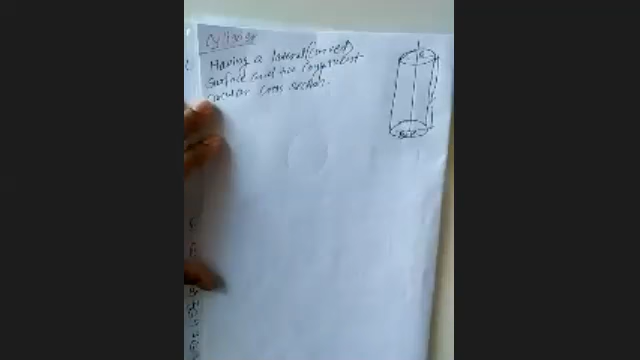 Cylinder
Having a lateral (curved)
surface and two congruent
circular cross section.